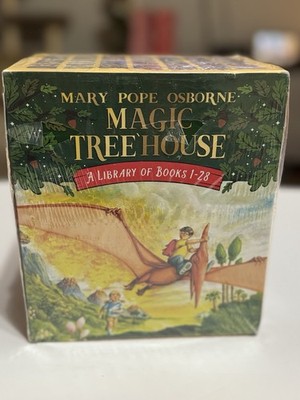 MARY POPE OSBORNE
MAGIC
TREE HOUSE
A LIBRARY OF BOOKS 1-28